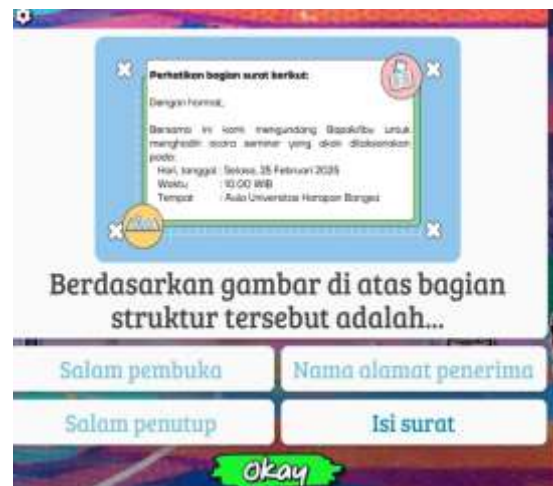 Perhatikan bagian surat berikut:
Dengan hormat,
Bersama ini kami mengundang Bapak/Ibu untuk
menghadiri acara seminar yang akan dilaksanakan
pada:
Hari, tanggal : Selasa, 25 Februari 2025
Waktu : 10.00 WIB
Tempat : Aula Universitas Harapan Bangsa
Berdasarkan gambar di atas bagian
struktur tersebut adalah...
Salam pembuka
Nama alamat penerima
Salam penutup
Isi surat
Okay